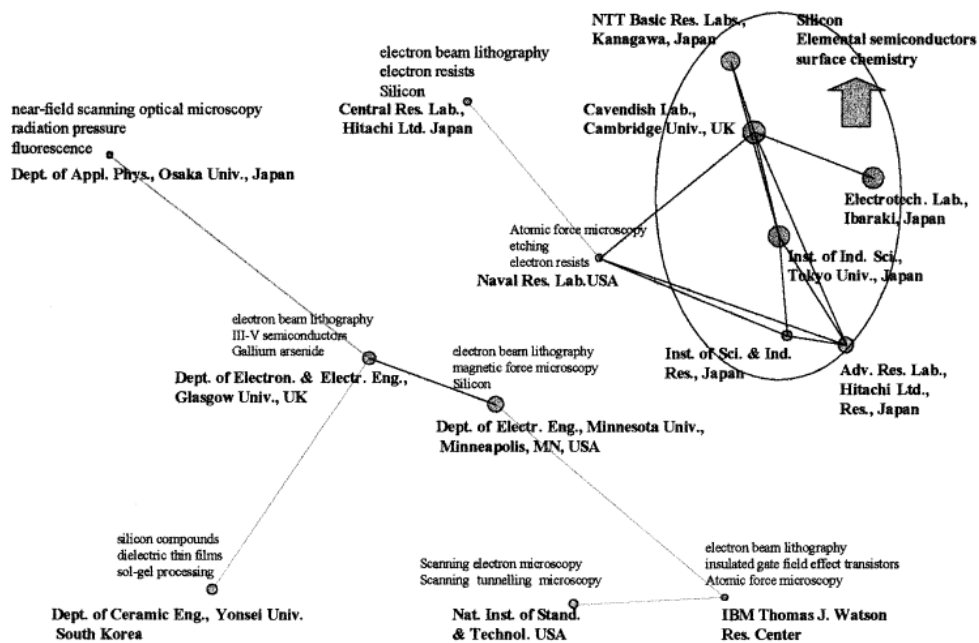 NTT Basic Res. Labs.,
Kanagawa, Japan
Silicon
Elemental semiconductors
surface chemistry
electron beam lithography
electron resists
Silicon
Central Res. Lab.,
Hitachi Ltd. Japan
Cavendish Lab.,
Cambridge Univ., UK
near-field scanning optical microscopy
radiation pressure
fluorescence
Dept. of Appl. Phys., Osaka Univ., Japan
Electrotech. Lab.,
Ibaraki, Japan
Atomic force microscopy
etching
electron resists
Naval Res. Lab.USA
Inst. of Ind. Sci.,
Tokyo Univ., Japan
electron beam lithography
III-V semiconductors
Gallium arsenide
Dept. of Electron. & Electr. Eng.,
Glasgow Univ., UK
electron beam lithography
magnetic force microscopy
Silicon
Dept. of Electr. Eng., Minnesota Univ.,
Minneapolis, MN, USA
Inst. of Sci. & Ind.
Res., Japan
Adv. Res. Lab.,
Hitachi Ltd.,
Res., Japan
silicon compounds
dielectric thin films
sol-gel processing
Dept. of Ceramic Eng., Yonsei Univ.
South Korea
Scanning electron microscopy
Scanning tunnelling microscopy
Nat. Inst. of Stand.
& Technol. USA
electron beam lithography
insulated gate field effect transistors
Atomic force microscopy
IBM Thomas J. Watson
Res. Center